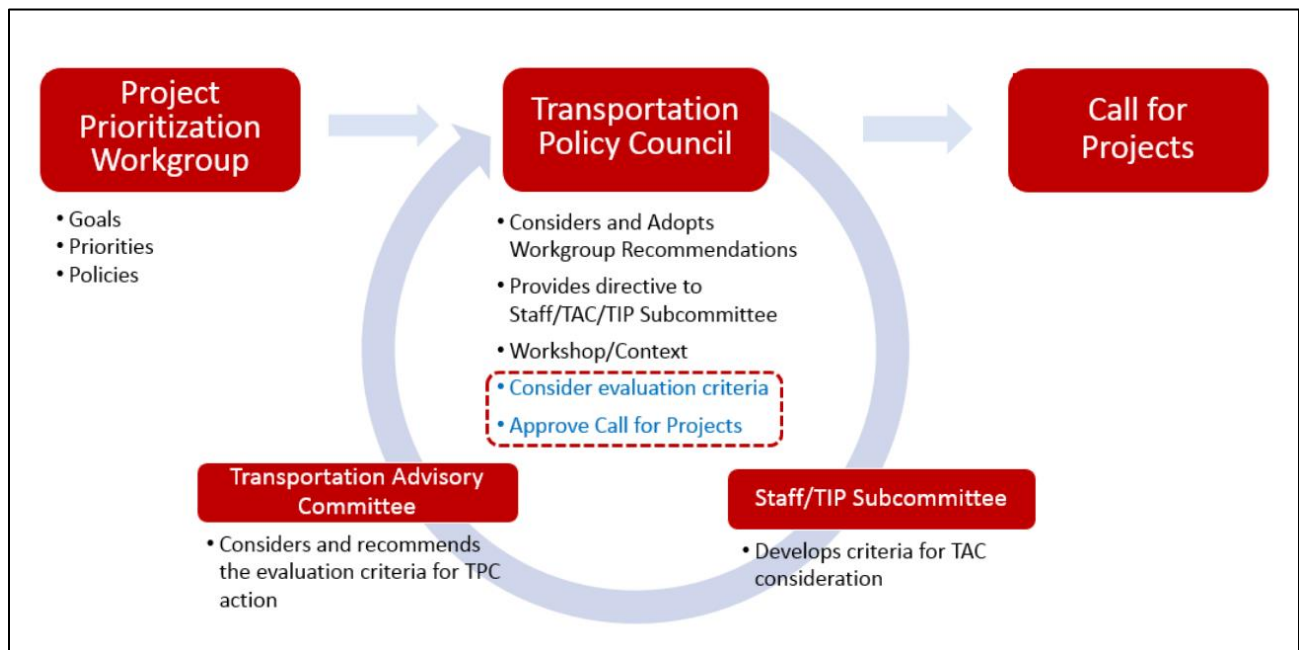 Project
Prioritization
Workgroup
• Goals
• Priorities
• Policies
Transportation
Policy Council
• Considers and Adopts
Workgroup Recommendations
• Provides directive to
Staff/TAC/TIP Subcommittee
• Workshop/Context
• Consider evaluation criteria
• Approve Call for Projects
Call for
Projects
Transportation Advisory
Committee
• Considers and recommends
the evaluation criteria for TPC
action
Staff/TIP Subcommittee
• Develops criteria for TAC
consideration